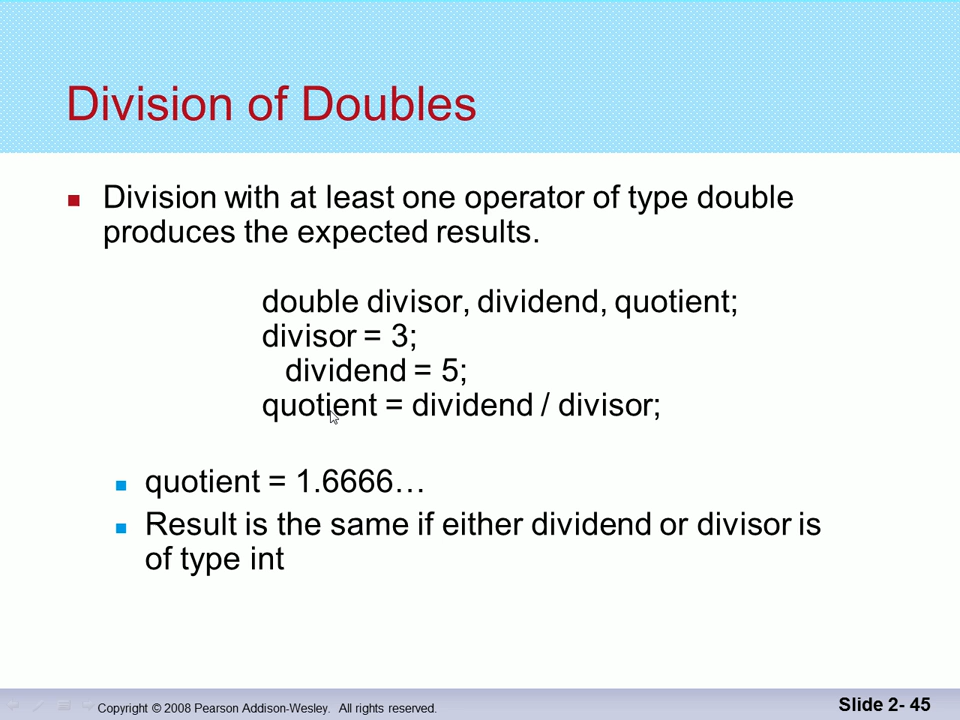 Division of Doubles
Division with at least one operator of type double
produces the expected results.
double divisor, dividend, quotient;
divisor = 3;
dividend = 5;
quotient = dividend / divisor;
quotient = 1.6666…
Result is the same if either dividend or divisor is
of type int
Copyright © 2008 Pearson Addison-Wesley. All rights reserved.
Slide 2- 45